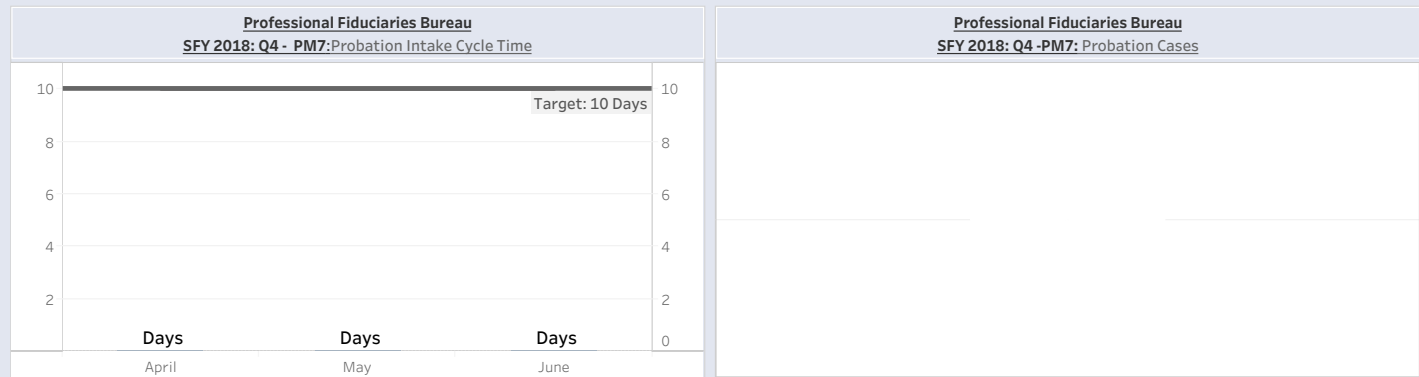 Professional Fiduciaries Bureau
SFY 2018: Q4 - PM7:Probation Intake Cycle Time
10
10
Target: 10 Days
8
8
6
6
4
4
2
2
Days
Days
Days
0
April
May
June
Professional Fiduciaries Bureau
SFY 2018: Q4 -PM7: Probation Cases